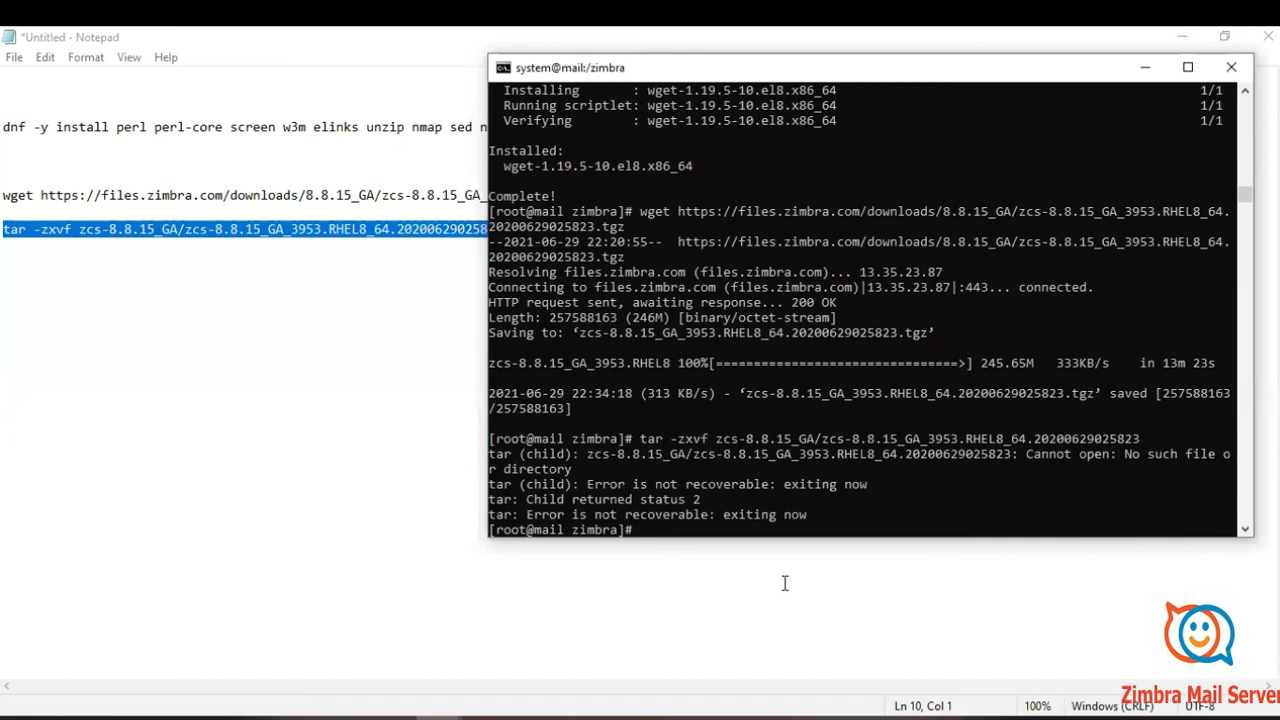 *Untitled - Notepad
File Edit Format View Help
dnf -y install perl perl-core screen w3m elinks unzip nmap sed n
wget https://files.zimbra.com/downloads/8.8.15_GA/zcs-8.8.15_GA_
tar -zxvf zcs-8.8.15_GA/zcs-8.8.15_GA_3953.RHEL8_64.202006290258
system@mail:/zimbra
Installing : wget-1.19.5-10.el8.x86_64 1/1
Running scriptlet: wget-1.19.5-10.el8.x86_64 1/1
Verifying : wget-1.19.5-10.el8.x86_64 1/1
Installed:
wget-1.19.5-10.el8.x86_64
Complete!
[root@mail zimbra]# wget https://files.zimbra.com/downloads/8.8.15_GA/zcs-8.8.15_GA_3953.RHEL8_64.
20200629025823.tgz
--2021-06-29 22:20:55-- https://files.zimbra.com/downloads/8.8.15_GA/zcs-8.8.15_GA_3953.RHEL8_64.
20200629025823.tgz
Resolving files.zimbra.com (files.zimbra.com)... 13.35.23.87
Connecting to files.zimbra.com (files.zimbra.com)|13.35.23.87|:443... connected.
HTTP request sent, awaiting response... 200 OK
Length: 257588163 (246M) [binary/octet-stream]
Saving to: ‘zcs-8.8.15_GA_3953.RHEL8_64.20200629025823.tgz’
zcs-8.8.15_GA_3953.RHEL8 100%[================================>] 245.65M 333KB/s in 13m 23s
2021-06-29 22:34:18 (313 KB/s) - ‘zcs-8.8.15_GA_3953.RHEL8_64.20200629025823.tgz’ saved [257588163
/257588163]
[root@mail zimbra]# tar -zxvf zcs-8.8.15_GA/zcs-8.8.15_GA_3953.RHEL8_64.20200629025823
tar (child): zcs-8.8.15_GA/zcs-8.8.15_GA_3953.RHEL8_64.20200629025823: Cannot open: No such file o
r directory
tar (child): Error is not recoverable: exiting now
tar: Child returned status 2
tar: Error is not recoverable: exiting now
[root@mail zimbra]#
Zimbra Mail Server
Ln 10, Col 1 100% Windows (CRLF) UTF-8